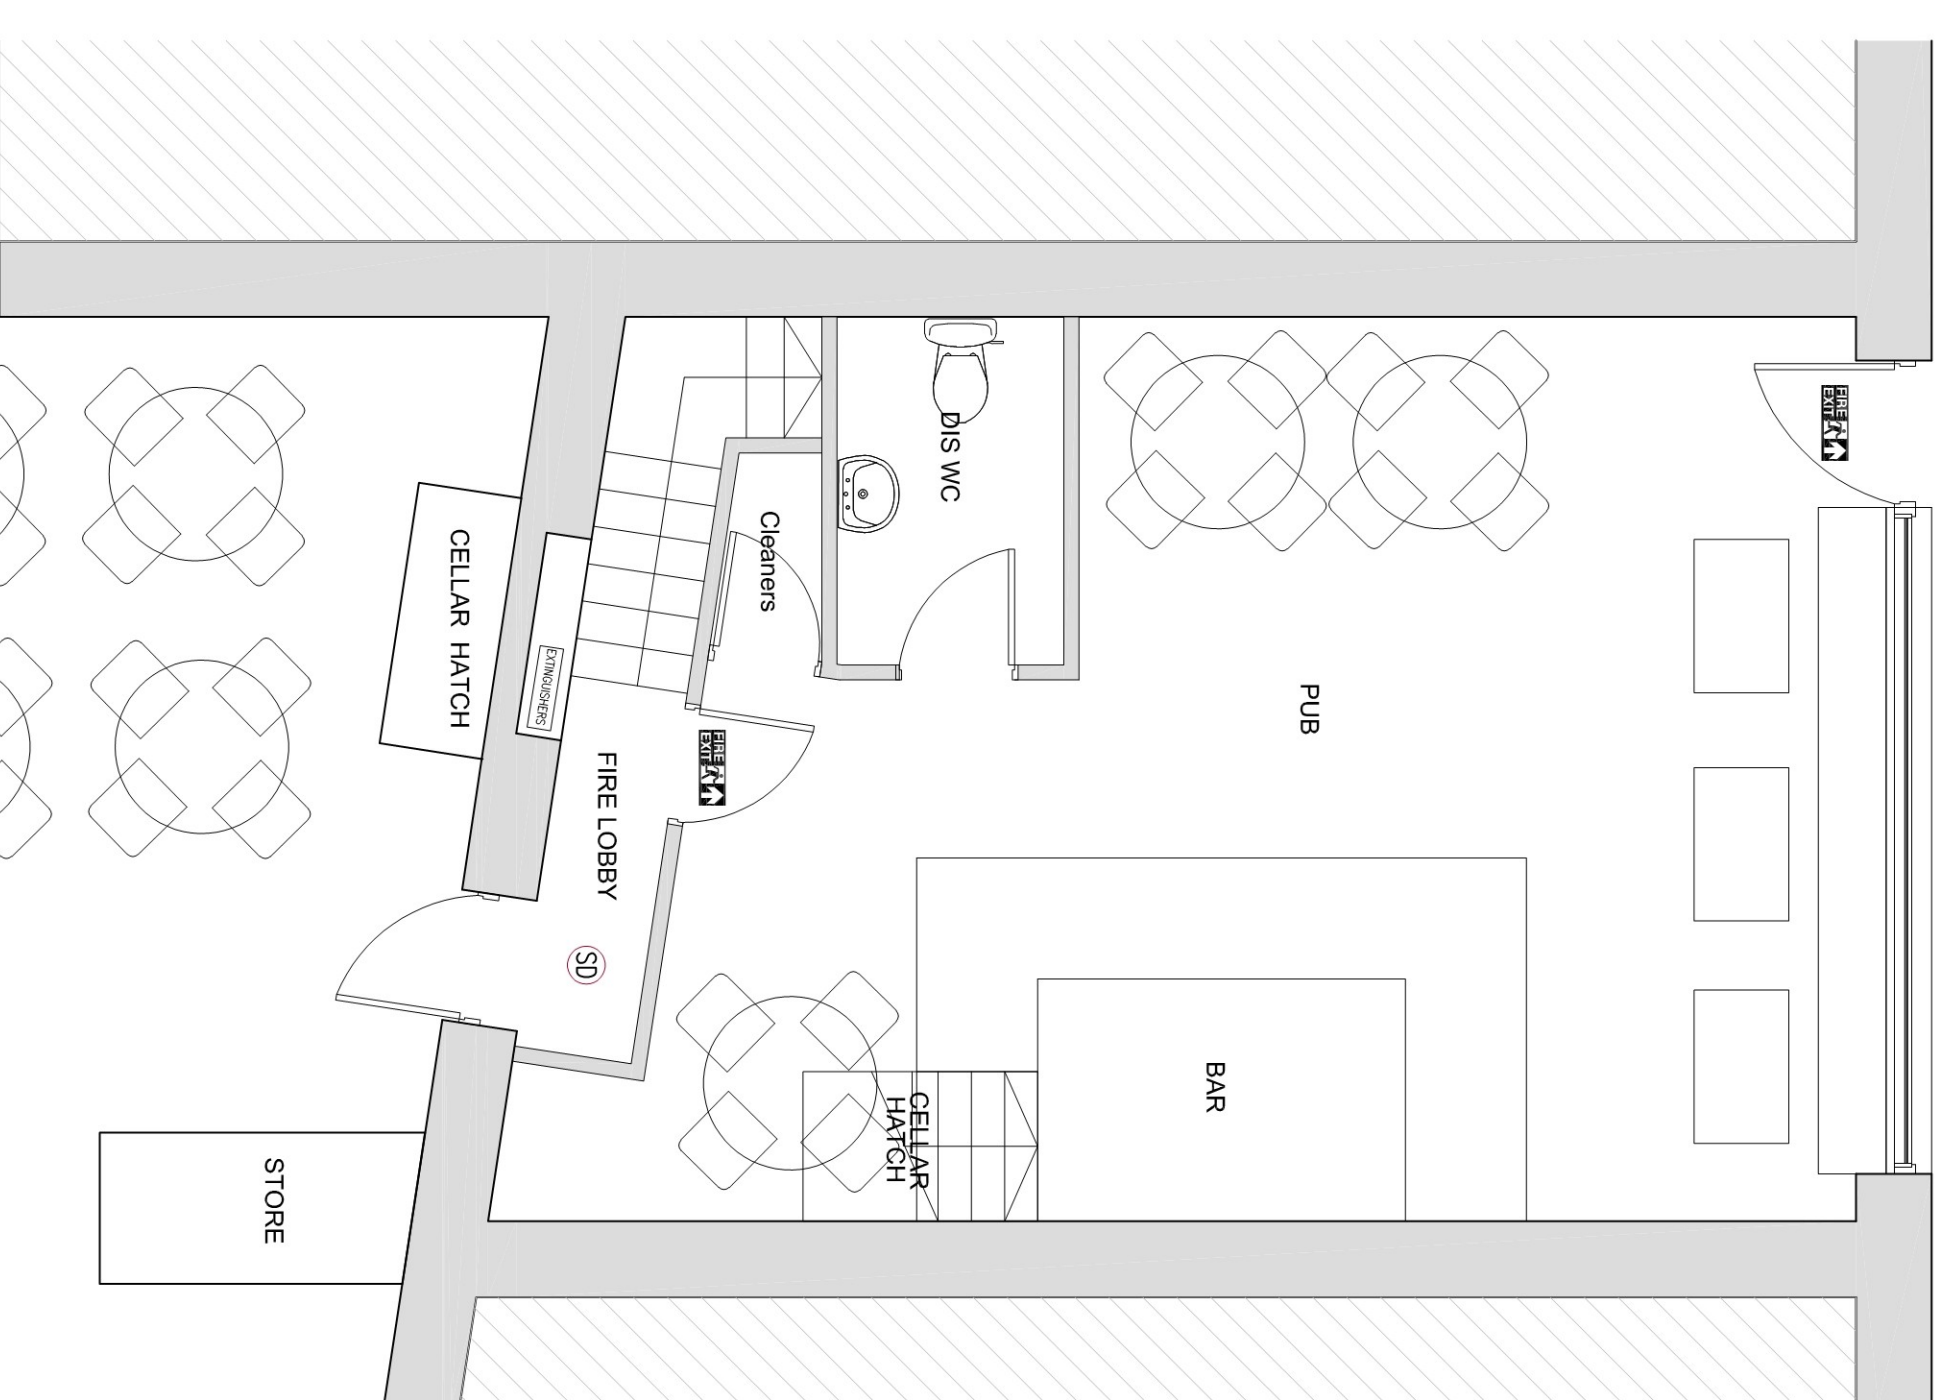 FIRE
EXIT
DIS WC
Cleaners
CELLAR HATCH
EXTINGUISHERS
PUB
FIRE
EXIT
FIRE LOBBY
SD
BAR
CELLAR
HATCH
STORE